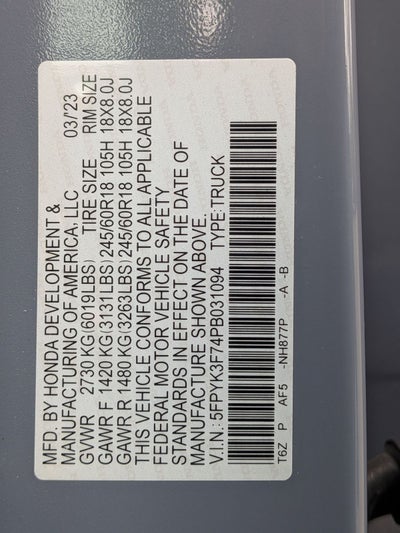 MFD. BY HONDA DEVELOPMENT &
MANUFACTURING OF AMERICA, LLC 03/'23
GVWR 2730 KG(6019LBS) TIRE SIZE RIM SIZE
GAWR F 1420 KG(3131LBS)245/60R18 105H 18X8.0J
GAWR R 1480 KG(3263LBS)245/60R18 105H 18X8.0J
THIS VEHICLE CONFORMS TO ALL APPLICABLE
FEDERAL MOTOR VEHICLE SAFETY
STANDARDS IN EFFECT ON THE DATE OF
MANUFACTURE SHOWN ABOVE.
V.I.N.:5FPYK3F74PB031094 TYPE:TRUCK
T6Z P AF5 -NH877P -A -B